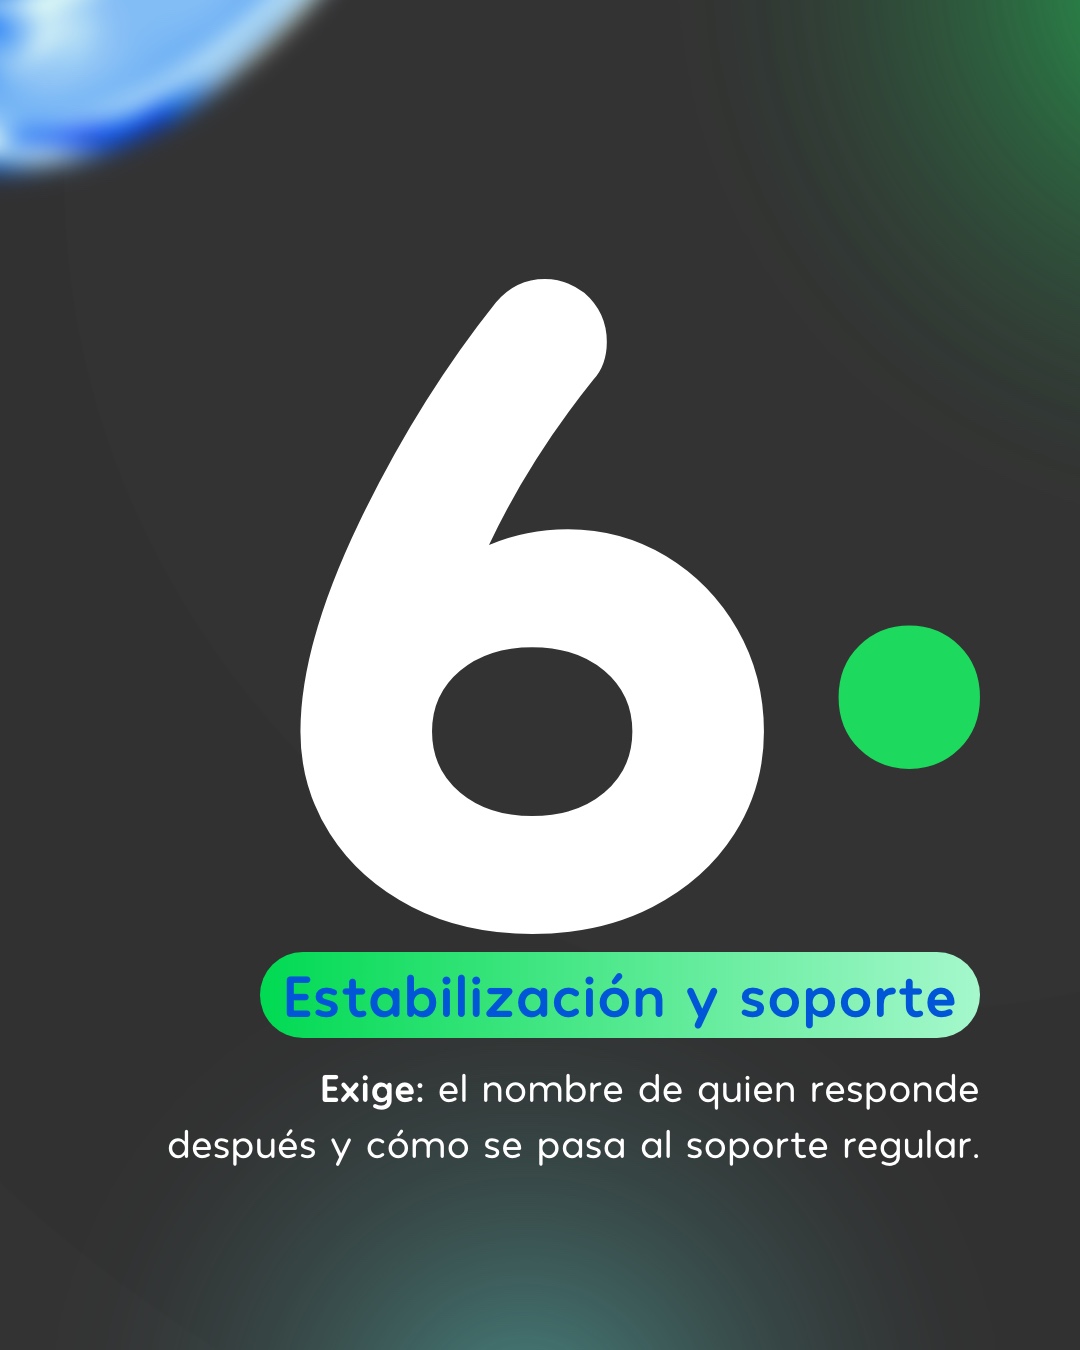 6.
Estabilización y soporte
Exige: el nombre de quien responde
después y cómo se pasa al soporte regular.